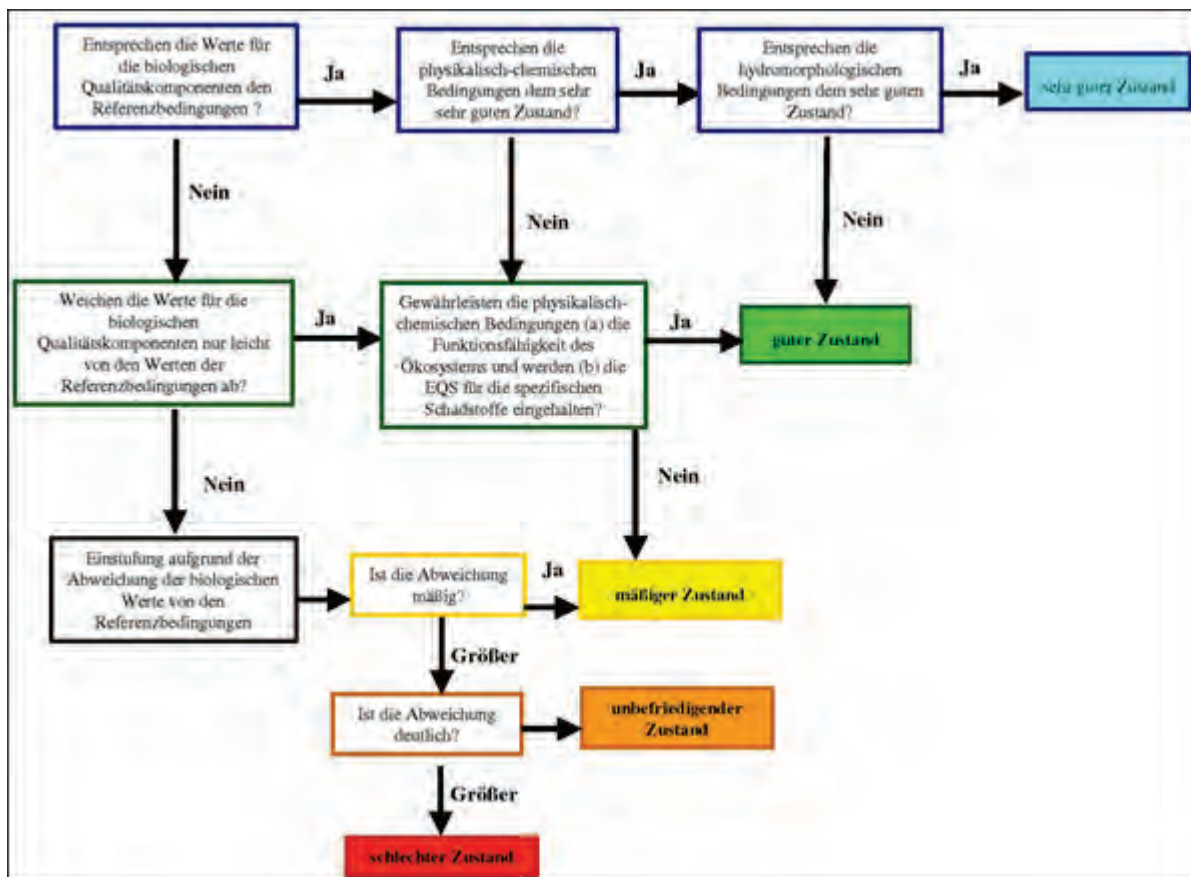 Entsprechen die Werte für
die biologischen
Qualitätskomponenten den
Referenzbedingungen ?
Ja
Entsprechen die
physikalisch-chemischen
Bedingungen dem sehr
sehr guten Zustand?
Ja
Entsprechen die
hydromorphologischen
Bedingungen dem sehr guten
Zustand?
Ja
sehr guter Zustand
Nein
Nein
Nein
Weichen die Werte für die
biologischen
Qualitätskomponenten nur leicht
von den Werten der
Referenzbedingungen ab?
Ja
Gewährleisten die physikalisch-
chemischen Bedingungen (a) die
Funktionsfähigkeit des
Ökosystems und werden (b) die
EQS für die spezifischen
Schadstoffe eingehalten?
Ja
guter Zustand
Nein
Nein
Einstufung aufgrund der
Abweichung der biologischen
Werte von den
Referenzbedingungen
Ist die Abweichung
mäßig?
Ja
mäßiger Zustand
Größer
Ist die Abweichung
deutlich?
unbefriedigender
Zustand
Größer
schlechter Zustand